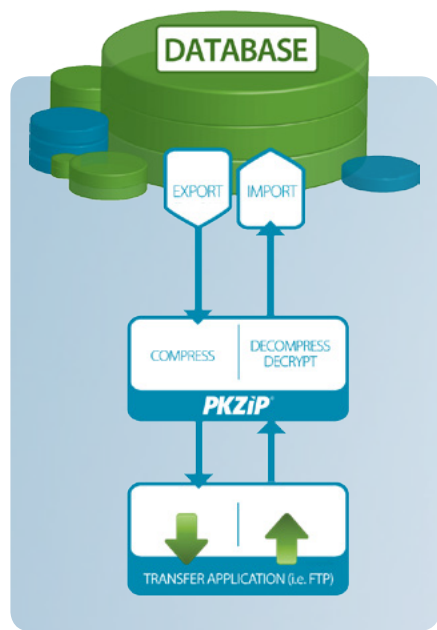 DATABASE
EXPORT
IMPORT
COMPRESS
DECOMPRESS
DECRYPT
PKZiP®
TRANSFER APPLICATION (i.e. FTP)